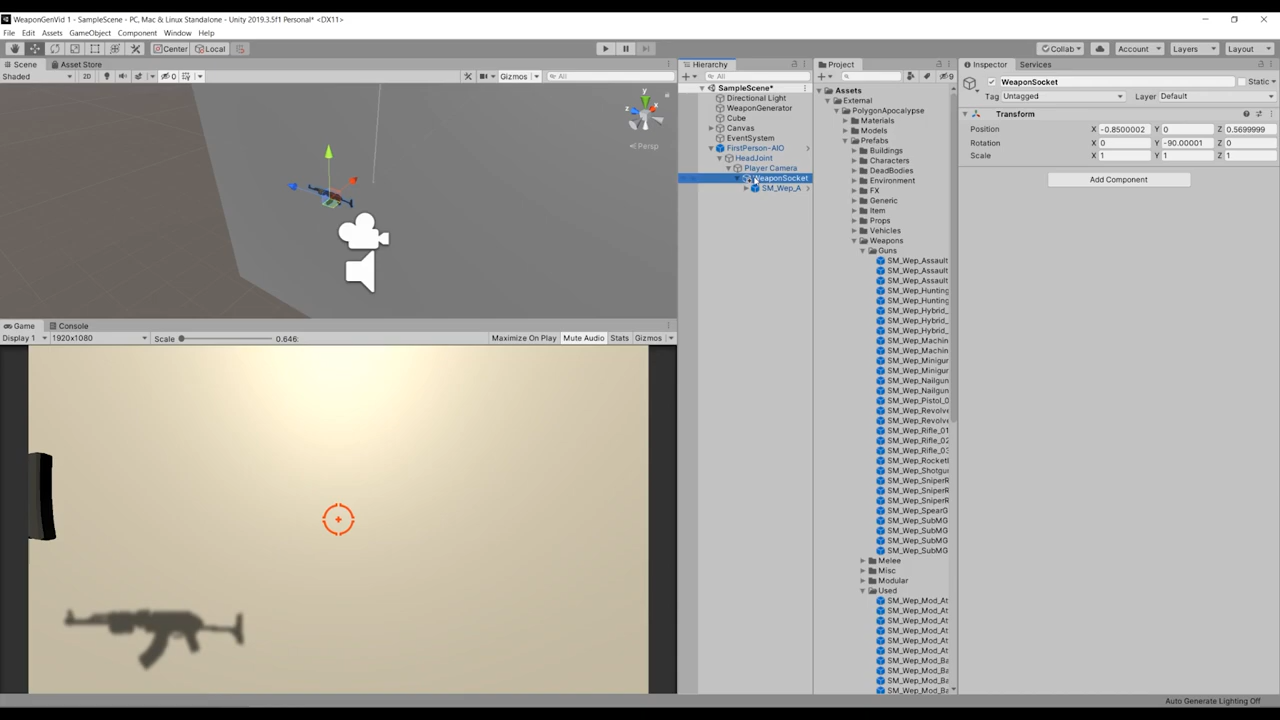 WeaponGenVid 1 - SampleScene - PC, Mac & Linux Standalone - Unity 2019.3.5f1 Personal* <DX11>
File Edit Assets GameObject Component Window Help
Center Local
Collab Account Layers Layout
Scene Asset Store
Shaded 2D 0 Gizmos All
y
x
z
Persp
Game Console
Display 1 1920x1080 Scale 0.646: Maximize On Play Mute Audio Stats Gizmos
Hierarchy
All
SampleScene*
Directional Light
WeaponGenerator
Cube
Canvas
EventSystem
FirstPerson-AIO
HeadJoint
Player Camera
WeaponSocket
SM_Wep_A
Project
9
Assets
External
PolygonApocalypse
Materials
Models
Prefabs
Buildings
Characters
DeadBodies
Environment
FX
Generic
Item
Props
Vehicles
Weapons
Guns
SM_Wep_Assault
SM_Wep_Assault
SM_Wep_Assault
SM_Wep_Hunting
SM_Wep_Hunting
SM_Wep_Hybrid_
SM_Wep_Hybrid_
SM_Wep_Hybrid_
SM_Wep_Machin
SM_Wep_Machin
SM_Wep_Minigu
SM_Wep_Minigu
SM_Wep_Nailgun
SM_Wep_Nailgun
SM_Wep_Pistol_0
SM_Wep_Revolve
SM_Wep_Revolve
SM_Wep_Rifle_01
SM_Wep_Rifle_02
SM_Wep_Rifle_03
SM_Wep_Rocketl
SM_Wep_Shotgu
SM_Wep_SniperR
SM_Wep_SniperR
SM_Wep_SniperR
SM_Wep_SpearG
SM_Wep_SubMG
SM_Wep_SubMG
SM_Wep_SubMG
SM_Wep_SubMG
Melee
Misc
Modular
Used
SM_Wep_Mod_At
SM_Wep_Mod_At
SM_Wep_Mod_At
SM_Wep_Mod_At
SM_Wep_Mod_At
SM_Wep_Mod_At
SM_Wep_Mod_Ba
SM_Wep_Mod_Ba
SM_Wep_Mod_Ba
SM_Wep_Mod_Ba
Inspector Services
WeaponSocket Static
Tag Untagged Layer Default
Transform
Position X -0.8500002 Y 0 Z 0.5699999
Rotation X 0 Y -90.00001 Z 0
Scale X 1 Y 1 Z 1
Add Component
Auto Generate Lighting Off